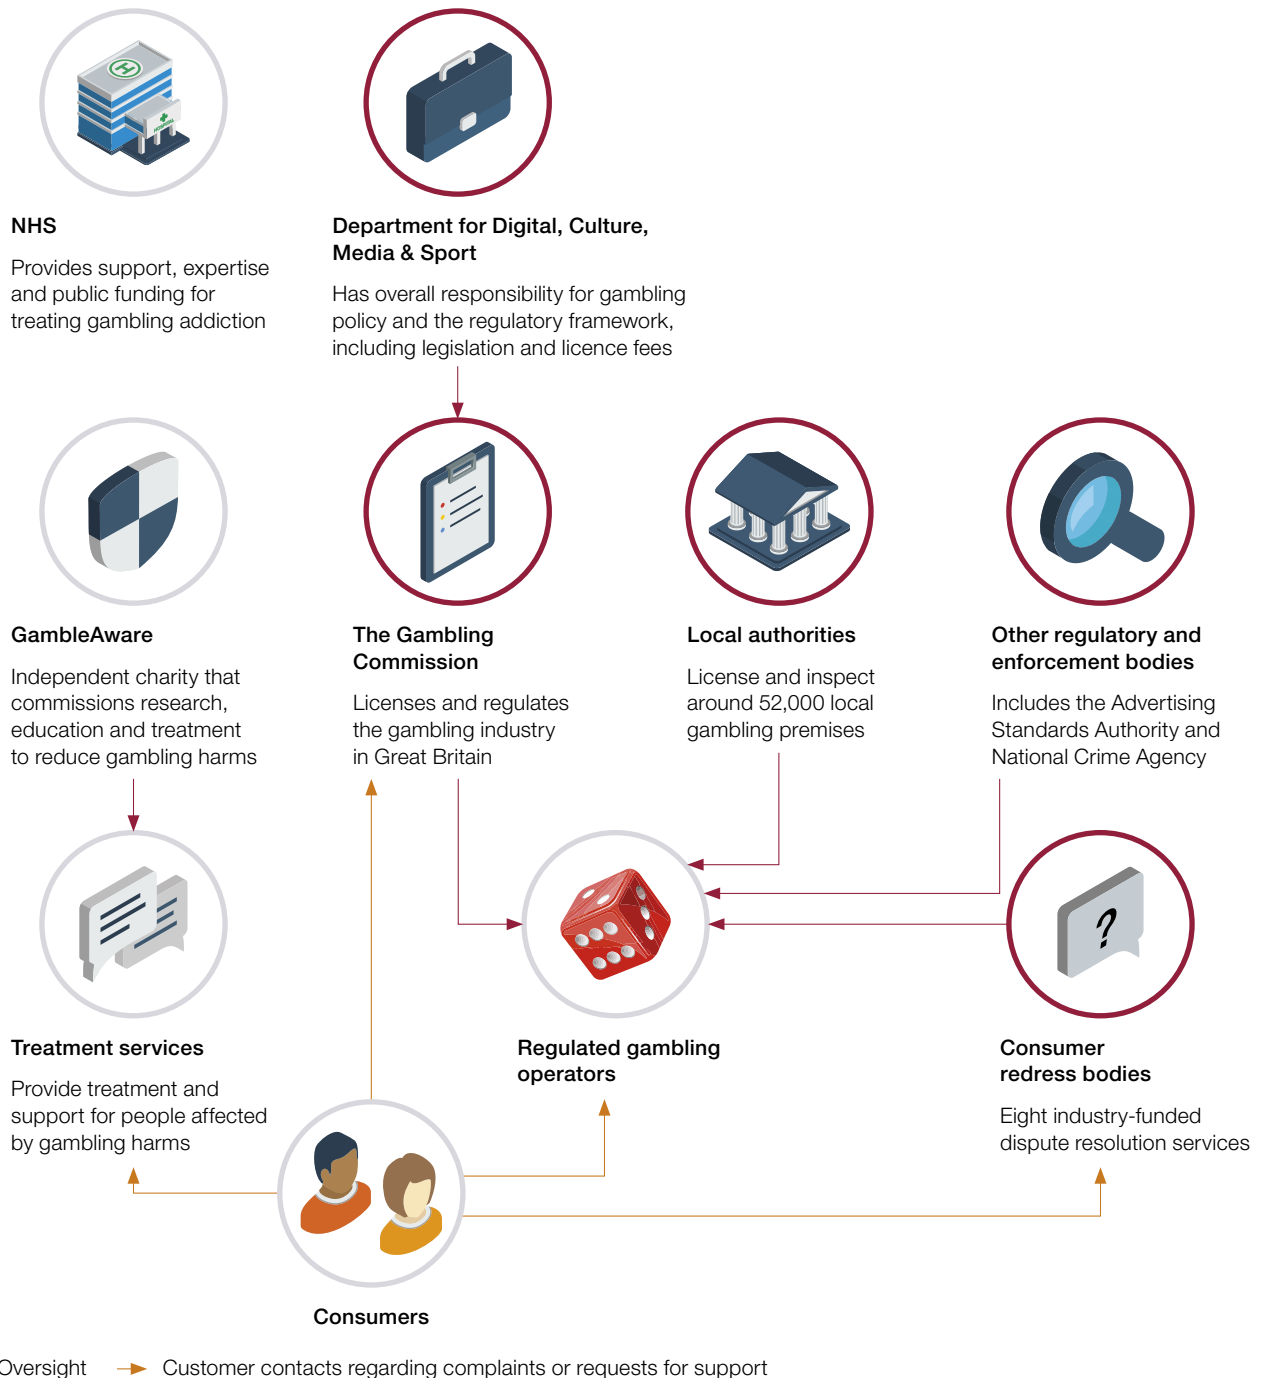 H
HOSPITAL
NHS
Provides support, expertise
and public funding for
treating gambling addiction
Department for Digital, Culture,
Media & Sport
Has overall responsibility for gambling
policy and the regulatory framework,
including legislation and licence fees
GambleAware
Independent charity that
commissions research,
education and treatment
to reduce gambling harms
The Gambling
Commission
Licenses and regulates
the gambling industry
in Great Britain
Local authorities
License and inspect
around 52,000 local
gambling premises
Other regulatory and
enforcement bodies
Includes the Advertising
Standards Authority and
National Crime Agency
Treatment services
Provide treatment and
support for people affected
by gambling harms
Regulated gambling
operators
?
Consumer
redress bodies
Eight industry-funded
dispute resolution services
Consumers
Oversight
Customer contacts regarding complaints or requests for support